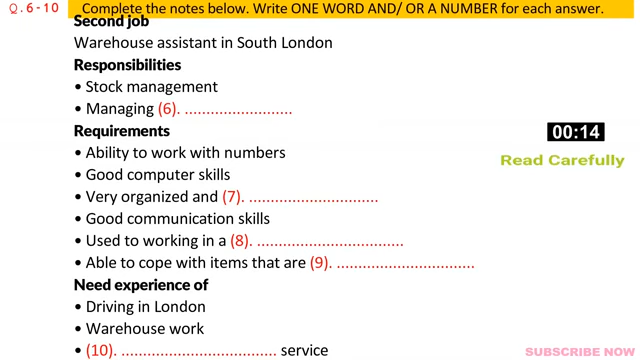 Q.6-10 Complete the notes below. Write ONE WORD AND/ OR A NUMBER for each answer.
Second job
Warehouse assistant in South London
Responsibilities
• Stock management
• Managing (6). .........................
Requirements
• Ability to work with numbers
00:14
• Good computer skills
Read Carefully
• Very organized and (7). ..............................
• Good communication skills
• Used to working in a (8). ..................................
• Able to cope with items that are (9). ................................
Need experience of
• Driving in London
• Warehouse work
• (10). .................................... service
SUBSCRIBE NOW